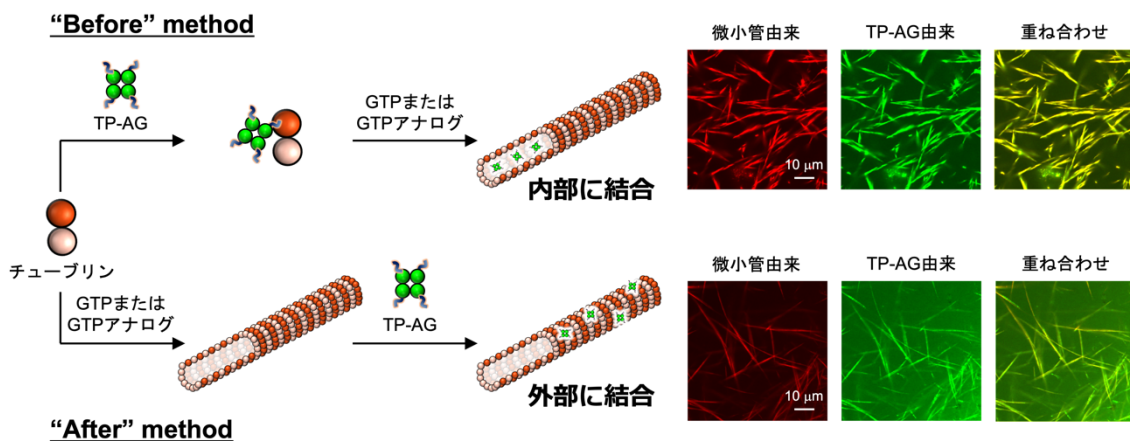 “Before” method
TP-AG
GTPまたは
GTPアナログ
内部に結合
微小管由来
TP-AG由来
重ね合わせ
10 μm
チューブリン
GTPまたは
GTPアナログ
TP-AG
外部に結合
微小管由来
TP-AG由来
重ね合わせ
10 μm
“After” method